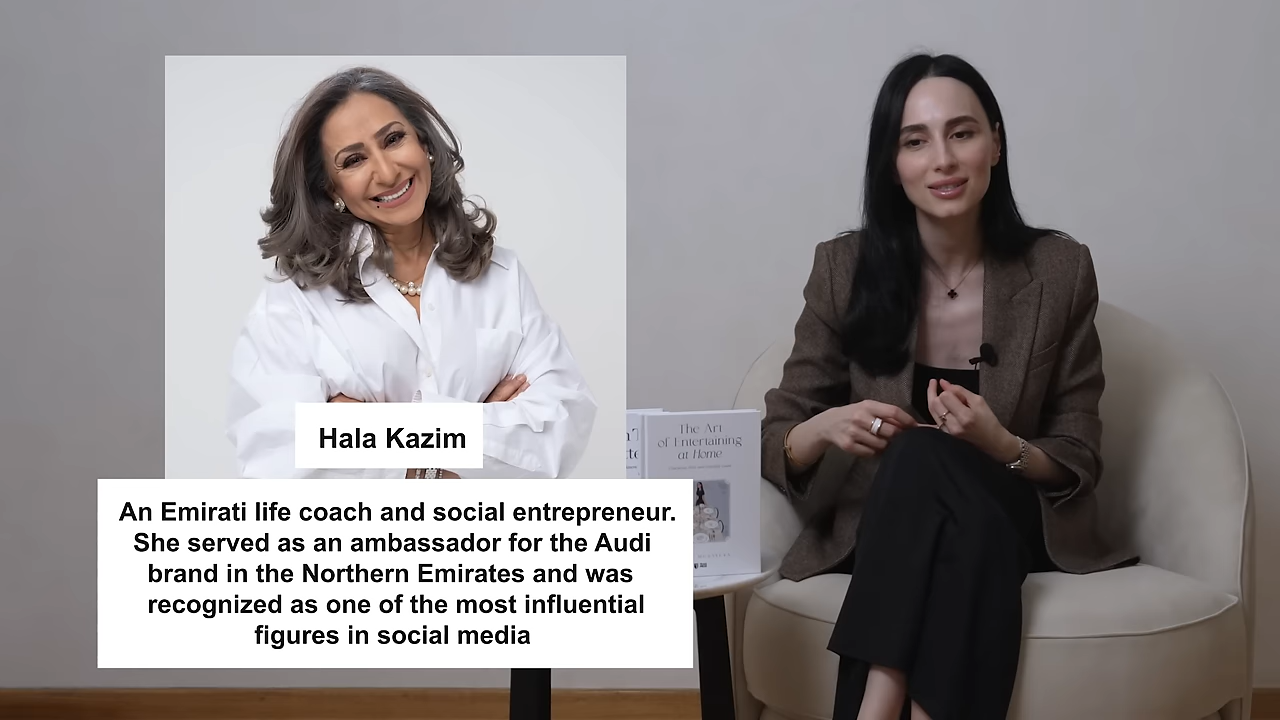 Hala Kazim
An Emirati life coach and social entrepreneur.
She served as an ambassador for the Audi
brand in the Northern Emirates and was
recognized as one of the most influential
figures in social media
The Art
of Entertaining
at Home